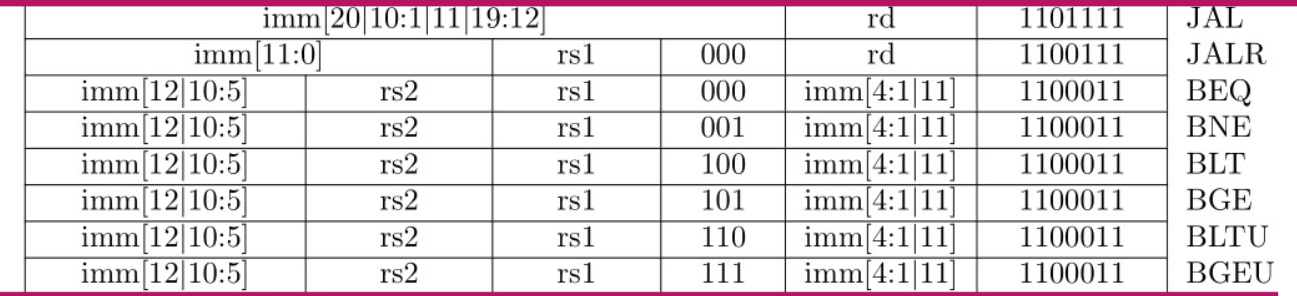 imm[20|10:1|11|19:12] rd 1101111 JAL
imm[11:0] rs1 000 rd 1100111 JALR
imm[12|10:5] rs2 rs1 000 imm[4:1|11] 1100011 BEQ
imm[12|10:5] rs2 rs1 001 imm[4:1|11] 1100011 BNE
imm[12|10:5] rs2 rs1 100 imm[4:1|11] 1100011 BLT
imm[12|10:5] rs2 rs1 101 imm[4:1|11] 1100011 BGE
imm[12|10:5] rs2 rs1 110 imm[4:1|11] 1100011 BLTU
imm[12|10:5] rs2 rs1 111 imm[4:1|11] 1100011 BGEU